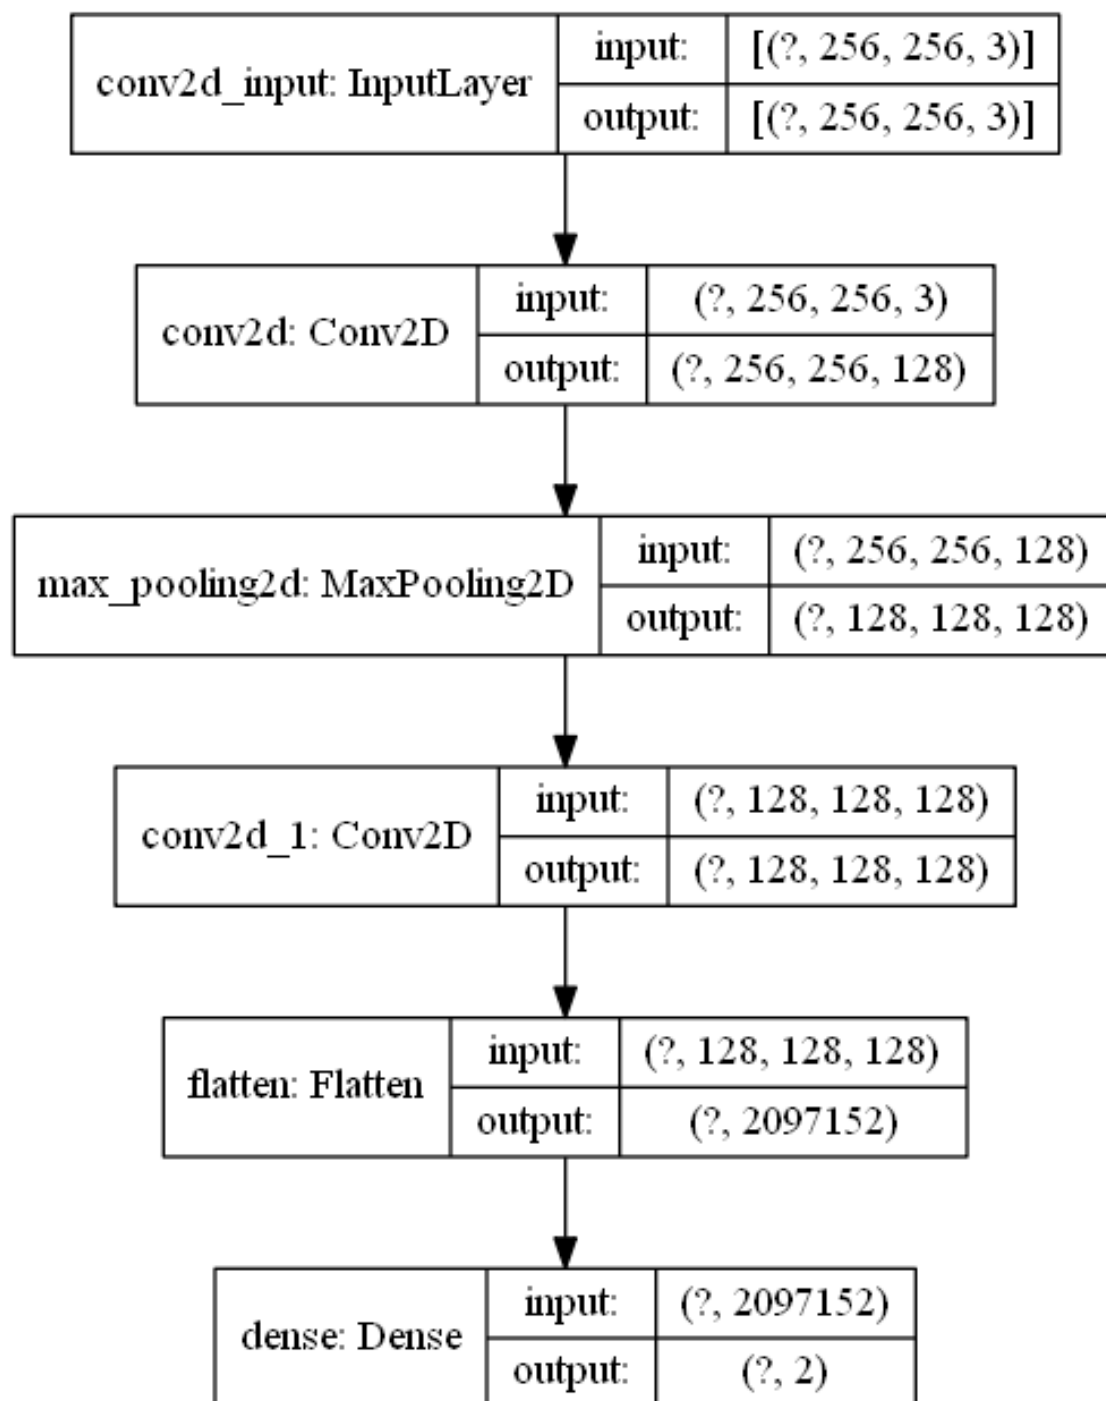 conv2d_input: InputLayer
input: [(?, 256, 256, 3)]
output: [(?, 256, 256, 3)]
conv2d: Conv2D
input: (?, 256, 256, 3)
output: (?, 256, 256, 128)
max_pooling2d: MaxPooling2D
input: (?, 256, 256, 128)
output: (?, 128, 128, 128)
conv2d_1: Conv2D
input: (?, 128, 128, 128)
output: (?, 128, 128, 128)
flatten: Flatten
input: (?, 128, 128, 128)
output: (?, 2097152)
dense: Dense
input: (?, 2097152)
output: (?, 2)